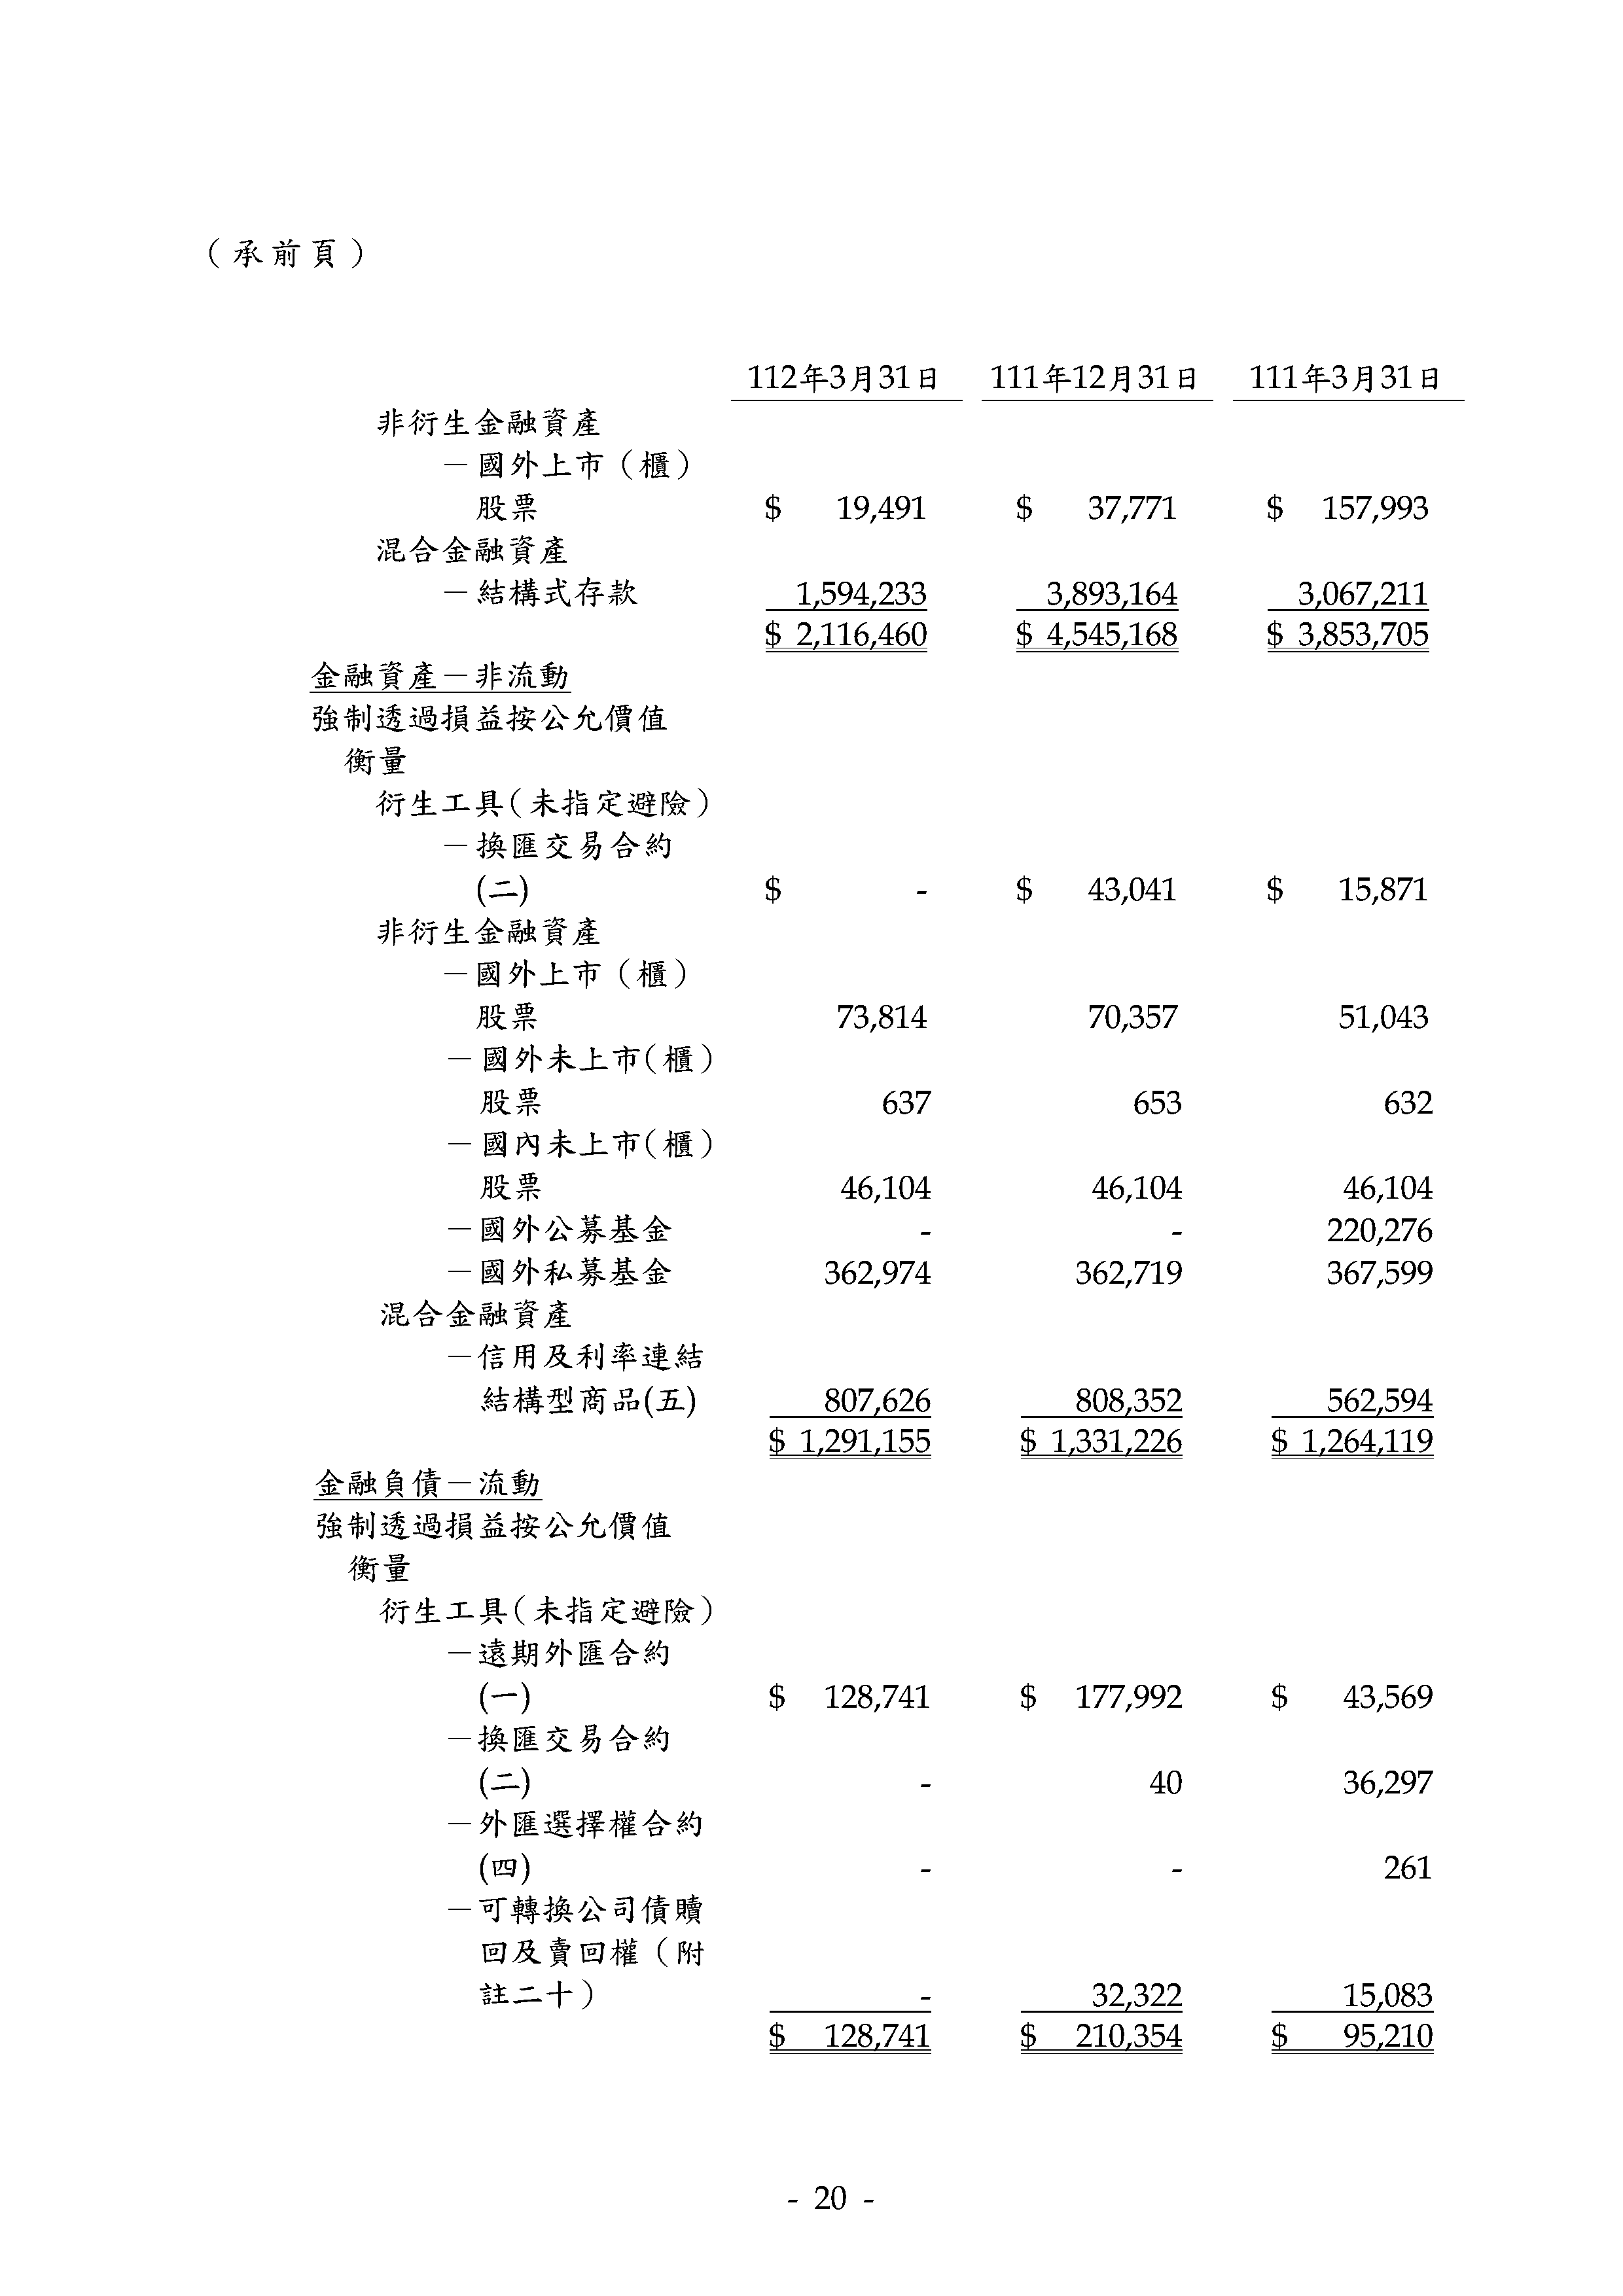 （承前頁）
112年3月31日 111年12月31日 111年3月31日
非衍生金融資產
－國外上市（櫃）
股票 $ 19,491 $ 37,771 $ 157,993
混合金融資產
－結構式存款 1,594,233 3,893,164 3,067,211
$ 2,116,460 $ 4,545,168 $ 3,853,705
金融資產－非流動
強制透過損益按公允價值
衡量
衍生工具（未指定避險）
－換匯交易合約
(二) $ - $ 43,041 $ 15,871
非衍生金融資產
－國外上市（櫃）
股票 73,814 70,357 51,043
－國外未上市（櫃）
股票 637 653 632
－國內未上市（櫃）
股票 46,104 46,104 46,104
－國外公募基金 - - 220,276
－國外私募基金 362,974 362,719 367,599
混合金融資產
－信用及利率連結
結構型商品(五) 807,626 808,352 562,594
$ 1,291,155 $ 1,331,226 $ 1,264,119
金融負債－流動
強制透過損益按公允價值
衡量
衍生工具（未指定避險）
－遠期外匯合約
(一) $ 128,741 $ 177,992 $ 43,569
－換匯交易合約
(二) - 40 36,297
－外匯選擇權合約
(四) - - 261
－可轉換公司債贖
回及賣回權（附
註二十） - 32,322 15,083
$ 128,741 $ 210,354 $ 95,210
- 20 -